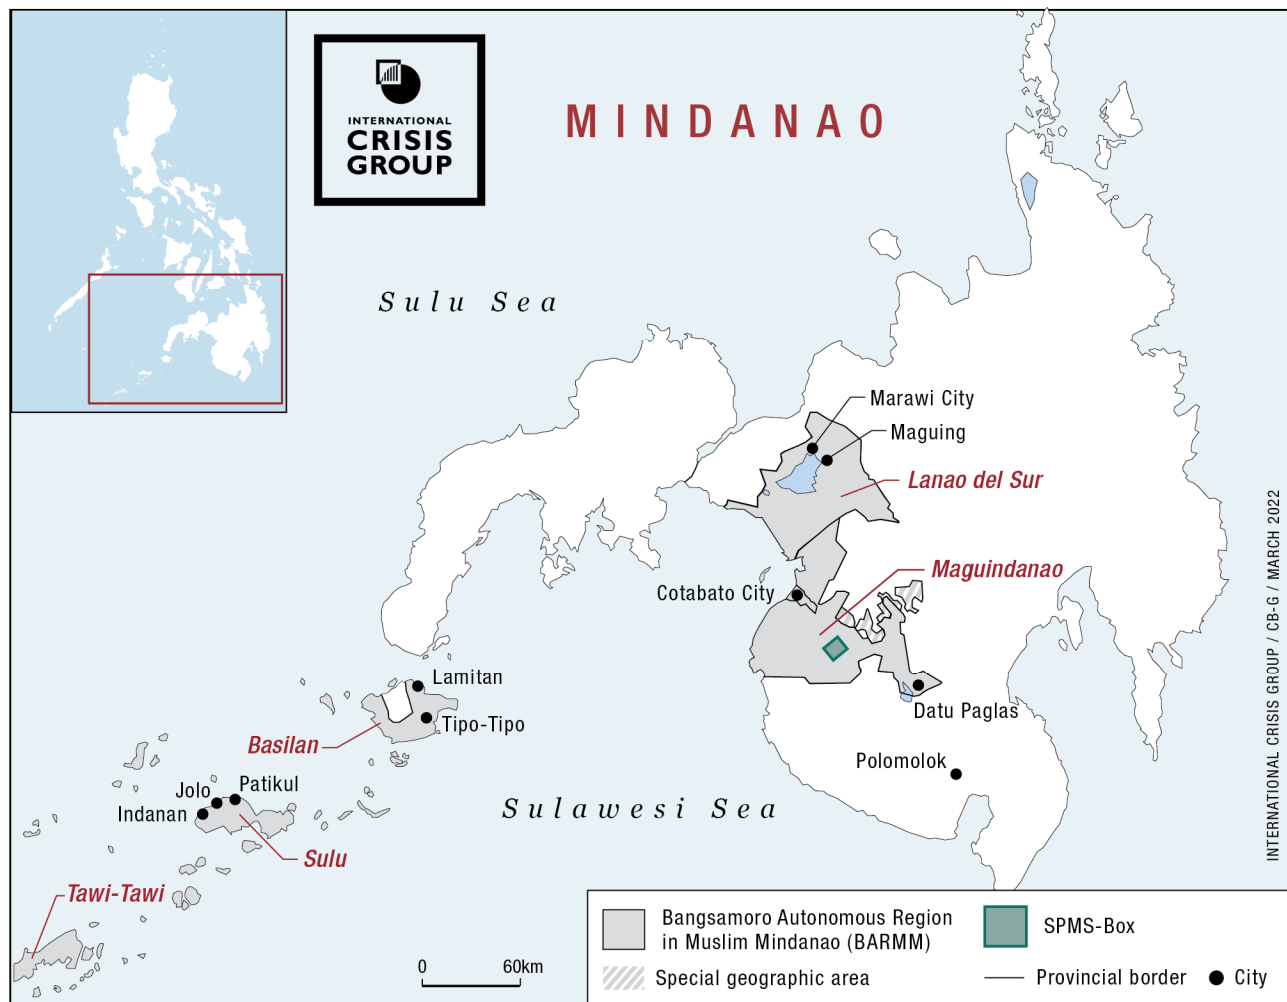 INTERNATIONAL
CRISIS
GROUP
MINDANAO
Sulu Sea
Marawi City
Maguing
Lanao del Sur
Maguindanao
Cotabato City
Lamitan
Tipo-Tipo
Basilan
Datu Paglas
Polomolok
Jolo
Patikul
Indanan
Sulawesi Sea
Sulu
Tawi-Tawi
0 60km
Bangsamoro Autonomous Region
in Muslim Mindanao (BARMM)
SPMS-Box
Special geographic area
Provincial border
City
INTERNATIONAL CRISIS GROUP / CB-G / MARCH 2022